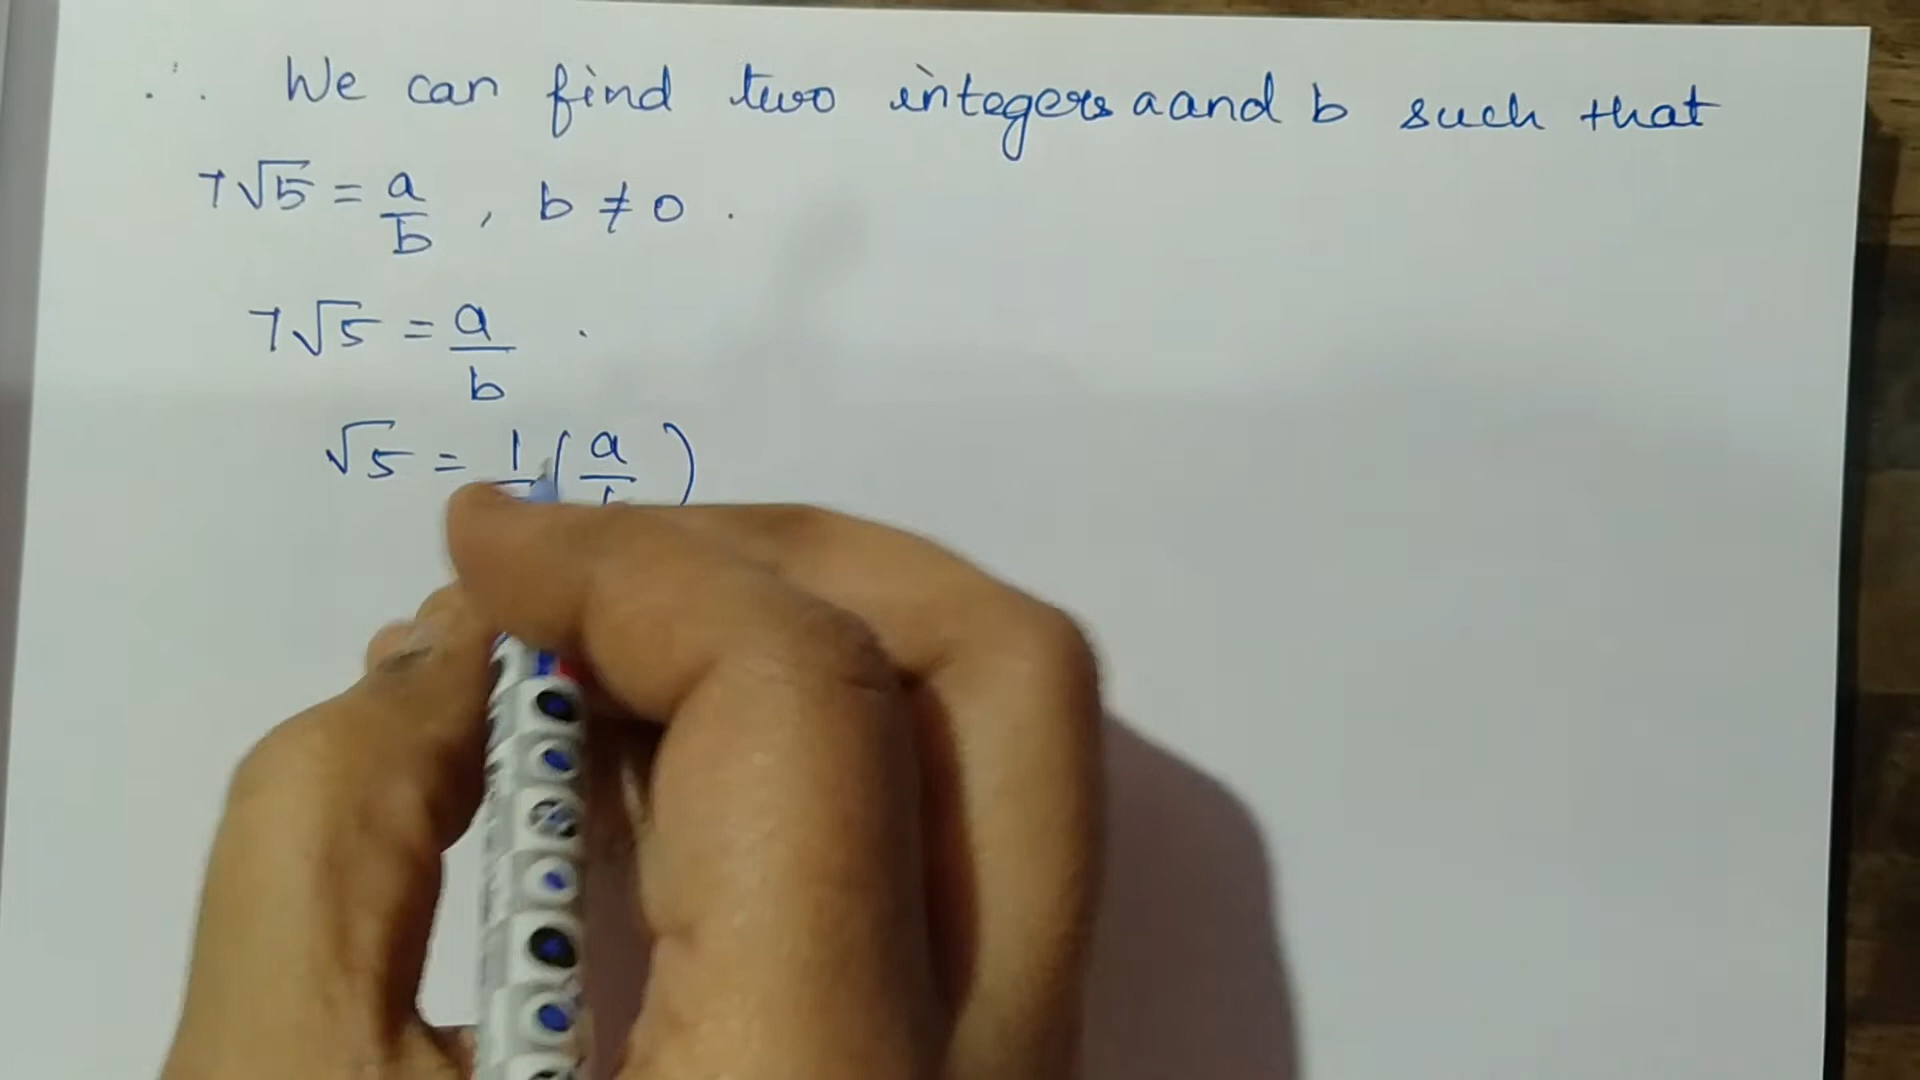 ∴ We can find two integers a and b such that
7√5 = a/b , b ≠ 0 .
7√5 = a/b .
√5 = 1/ (a/ )